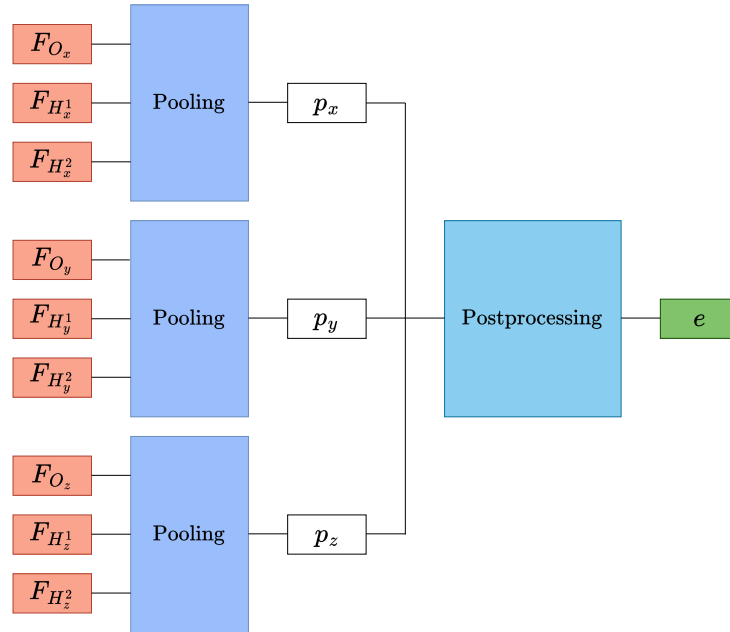 $F_{O_x}$
$F_{H_x^1}$
Pooling
$p_x$
$F_{H_x^2}$
$F_{O_y}$
$F_{H_y^1}$
Pooling
$p_y$
Postprocessing
$e$
$F_{H_y^2}$
$F_{O_z}$
$F_{H_z^1}$
Pooling
$p_z$
$F_{H_z^2}$